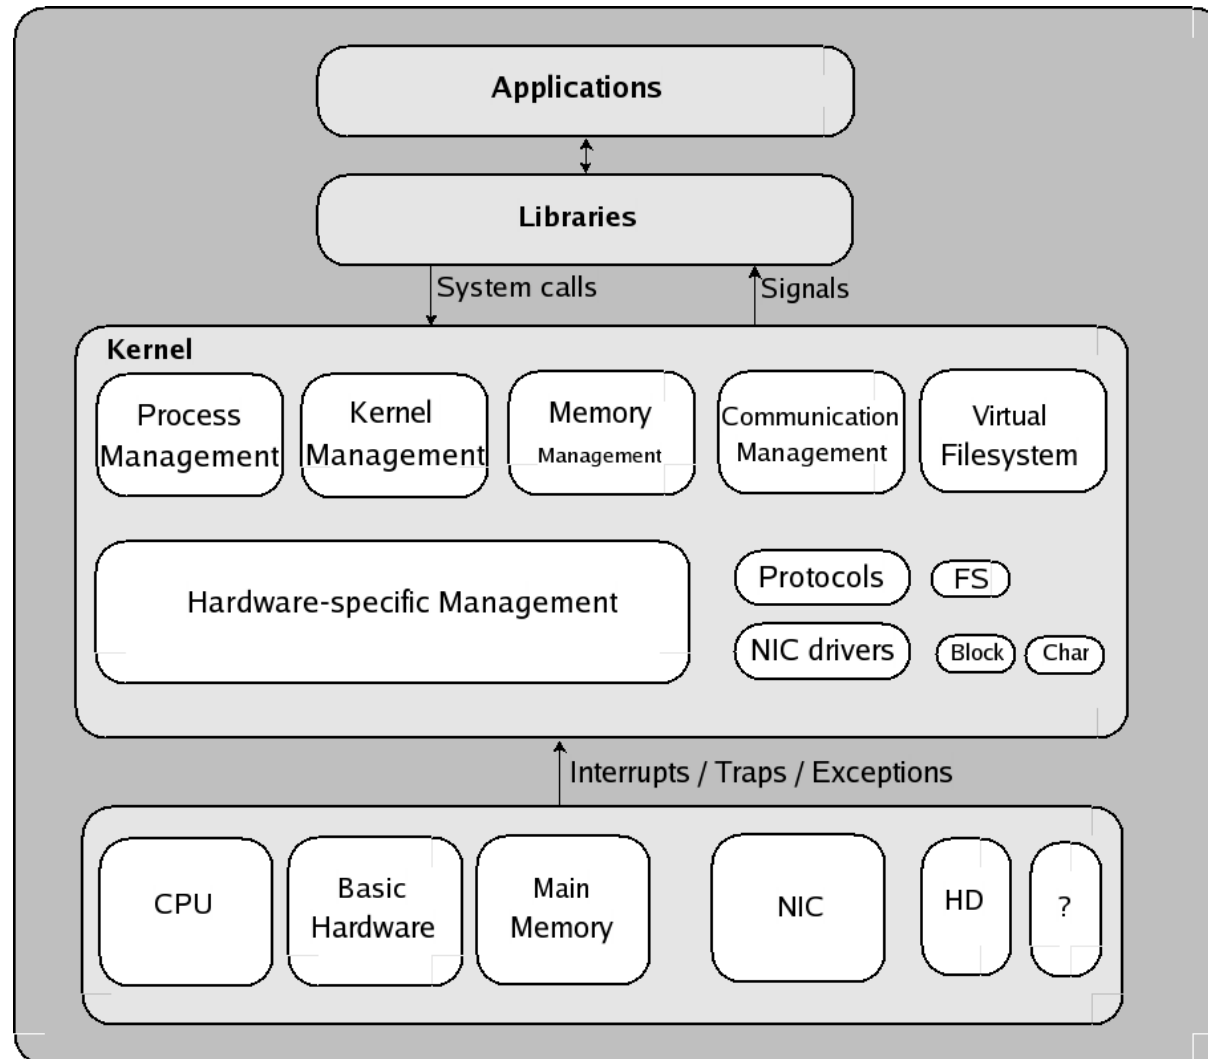 Applications
Libraries
System calls
Signals
Kernel
Process
Management
Kernel
Management
Memory
Management
Communication
Management
Virtual
Filesystem
Hardware-specific Management
Protocols
FS
NIC drivers
Block
Char
Interrupts / Traps / Exceptions
CPU
Basic
Hardware
Main
Memory
NIC
HD
?